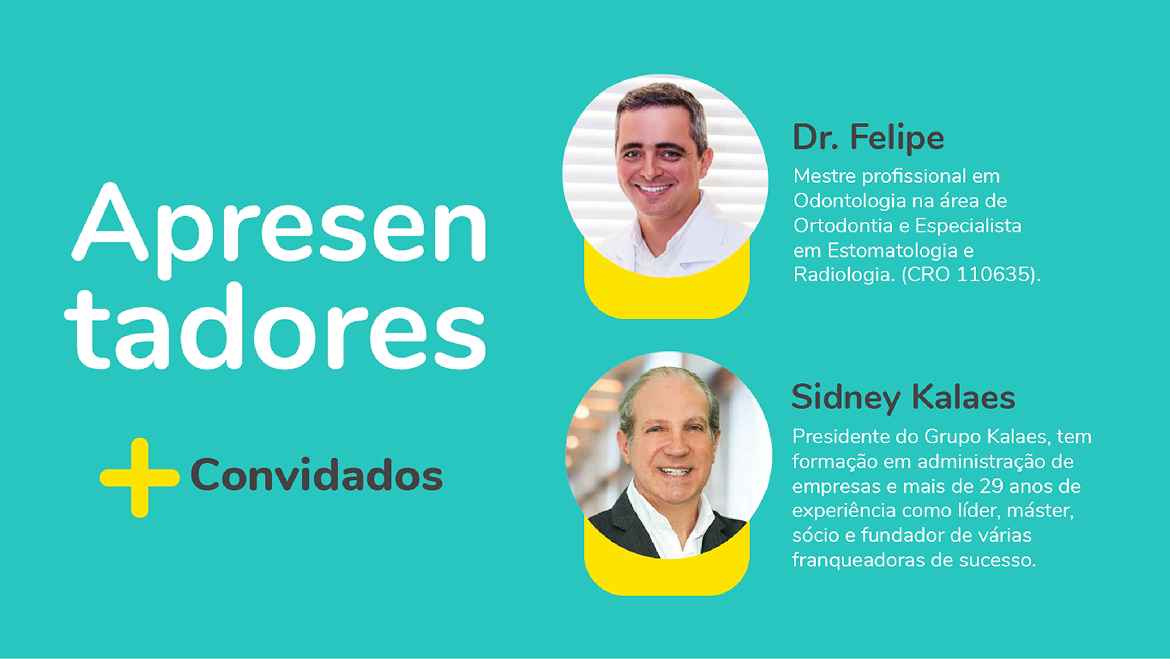 Apresen
tadores
+ Convidados
Dr. Felipe
Mestre profissional em
Odontologia na área de
Ortodontia e Especialista
em Estomatologia e
Radiologia. (CRO 110635).
Sidney Kalaes
Presidente do Grupo Kalaes, tem
formação em administração de
empresas e mais de 29 anos de
experiência como líder, máster,
sócio e fundador de várias
franqueadoras de sucesso.